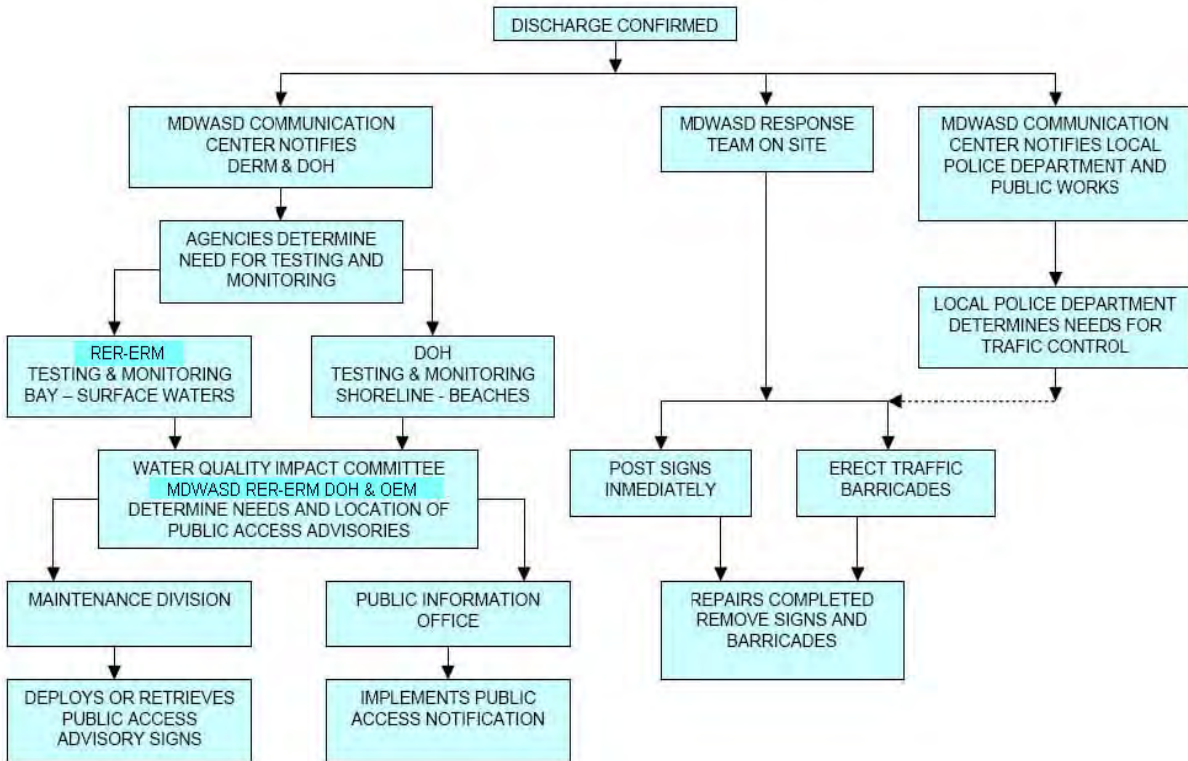 DISCHARGE CONFIRMED
MDWASD COMMUNICATION
CENTER NOTIFIES
DERM & DOH
MDWASD RESPONSE
TEAM ON SITE
MDWASD COMMUNICATION
CENTER NOTIFIES LOCAL
POLICE DEPARTMENT AND
PUBLIC WORKS
AGENCIES DETERMINE
NEED FOR TESTING AND
MONITORING
LOCAL POLICE DEPARTMENT
DETERMINES NEEDS FOR
TRAFIC CONTROL
RER-ERM
TESTING & MONITORING
BAY – SURFACE WATERS
DOH
TESTING & MONITORING
SHORELINE - BEACHES
WATER QUALITY IMPACT COMMITTEE
MDWASD RER-ERM DOH & OEM
DETERMINE NEEDS AND LOCATION OF
PUBLIC ACCESS ADVISORIES
POST SIGNS
INMEDIATELY
ERECT TRAFFIC
BARRICADES
MAINTENANCE DIVISION
PUBLIC INFORMATION
OFFICE
REPAIRS COMPLETED
REMOVE SIGNS AND
BARRICADES
DEPLOYS OR RETRIEVES
PUBLIC ACCESS
ADVISORY SIGNS
IMPLEMENTS PUBLIC
ACCESS NOTIFICATION